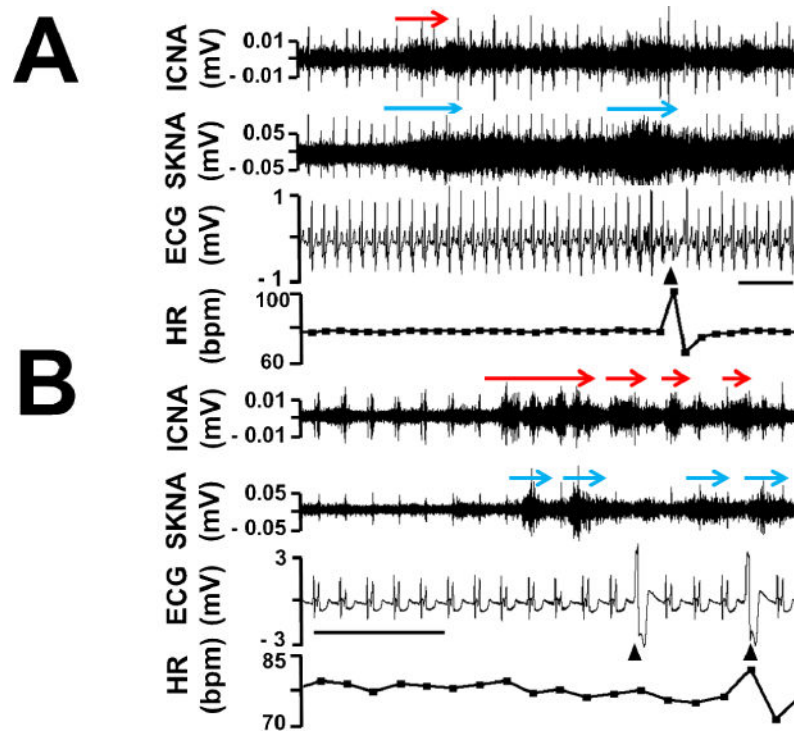 A
ICNA
(mV)
0.01
- 0.01
SKNA
(mV)
0.05
- 0.05
ECG
(mV)
1
- 1
HR
(bpm)
100
60
B
ICNA
(mV)
0.01
- 0.01
SKNA
(mV)
0.05
- 0.05
ECG
(mV)
3
- 3
HR
(bpm)
85
70